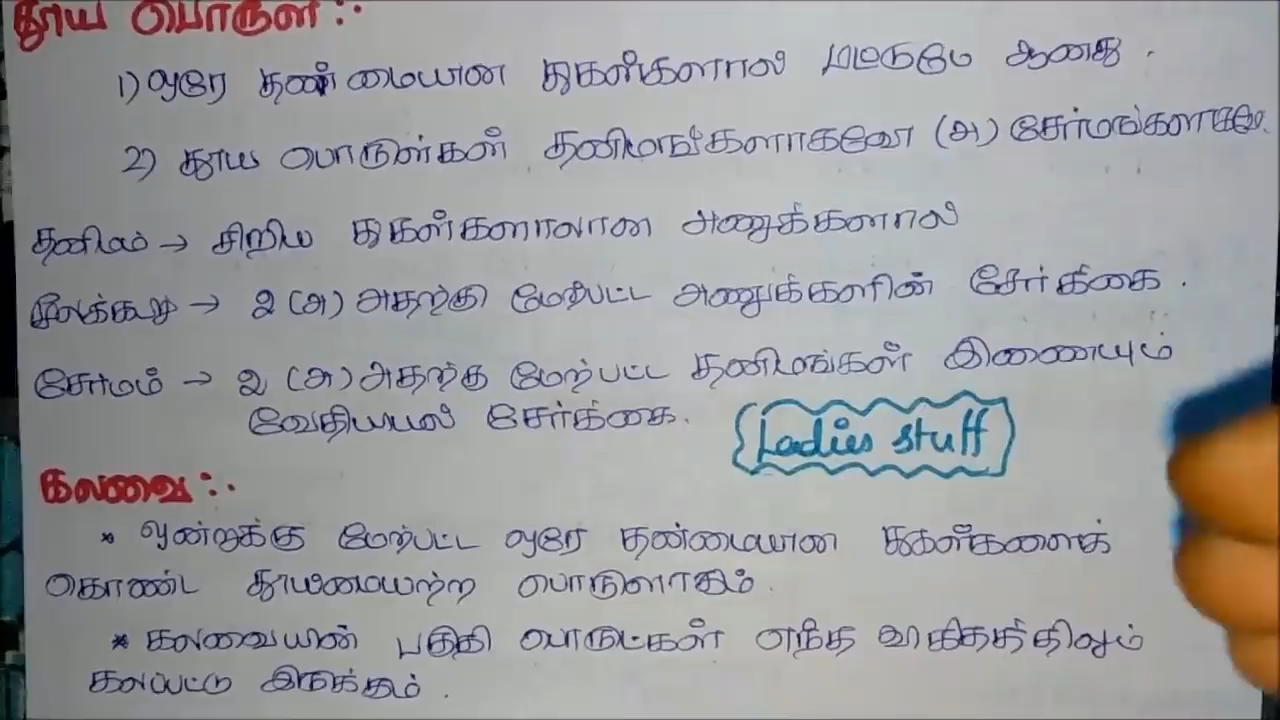 தூய பொருள் :-
1) ஒரே தன்மையான துகள்களால் மட்டுமே ஆனது .
2) தூய பொருள்கள் தனிமங்களாகவோ (அ) சேர்மங்களாகவோ.
தனிமம் → சிறிய துகள்களாலான அணுக்களால்
மூலக்கூறு → 2 (அ) அதற்கு மேற்பட்ட அணுக்களின் சேர்க்கை .
சேர்மம் → 2 (அ) அதற்கு மேற்பட்ட தனிமங்கள் இணையும்
வேதியியல் சேர்க்கை.
Ladies stuff
கலவை :-
* ஒன்றுக்கு மேற்பட்ட ஒரே தன்மையான துகள்களைக்
கொண்ட தூய்மையற்ற பொருளாகும் .
* கலவையின் பகுதி பொருட்கள் எந்த விகிதத்திலும்
கலப்பட்டு இருக்கும் .